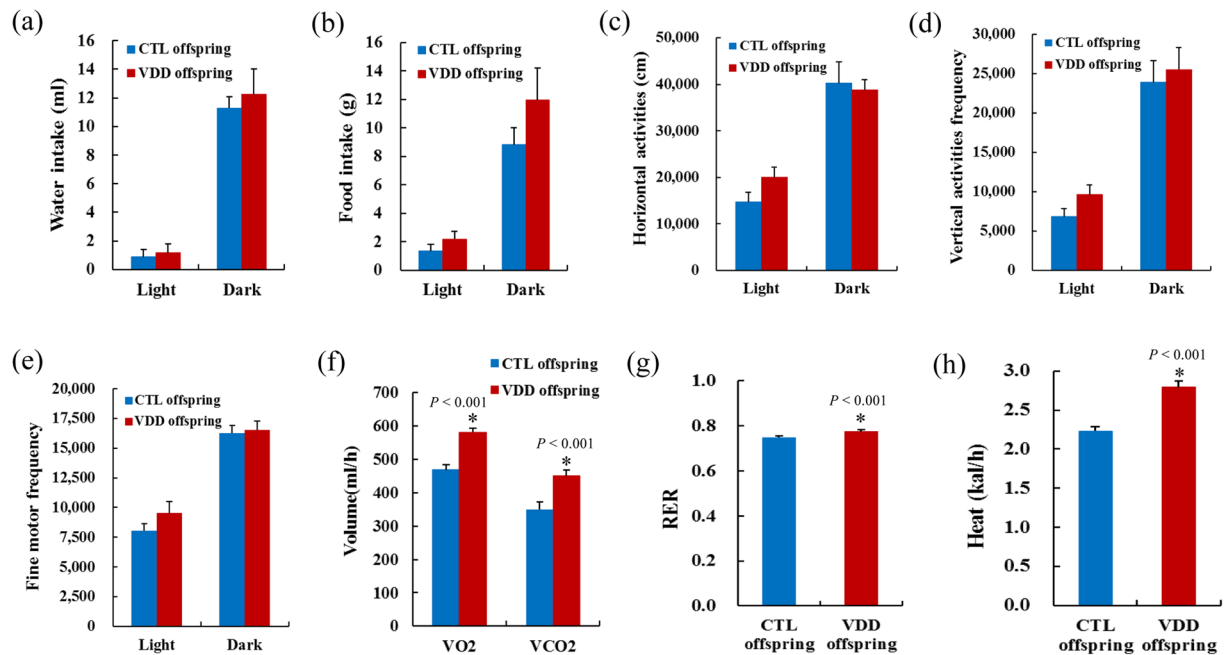 (a)
Water intake (ml)
16
14
12
10
8
6
4
2
0
CTL offspring
VDD offspring
Light Dark
(b)
Food intake (g)
16
14
12
10
8
6
4
2
0
CTL offspring
VDD offspring
Light Dark
(c)
Horizontal activities (cm)
50,000
40,000
30,000
20,000
10,000
0
CTL offspring
VDD offspring
Light Dark
(d)
Vertical activities frequency
30,000
25,000
20,000
15,000
10,000
5,000
0
CTL offspring
VDD offspring
Light Dark
(e)
Fine motor frequency
20,000
17,500
15,000
12,500
10,000
7,500
5,000
2,500
0
CTL offspring
VDD offspring
Light Dark
(f)
Volume(ml/h)
700
600
500
400
300
200
100
0
CTL offspring
VDD offspring
P < 0.001
*
P < 0.001
*
VO2 VCO2
(g)
RER
1.0
0.8
0.6
0.4
0.2
0.0
P < 0.001
*
CTL VDD
offspring offspring
(h)
Heat (kal/h)
3.0
2.5
2.0
1.5
1.0
0.5
0.0
P < 0.001
*
CTL VDD
offspring offspring